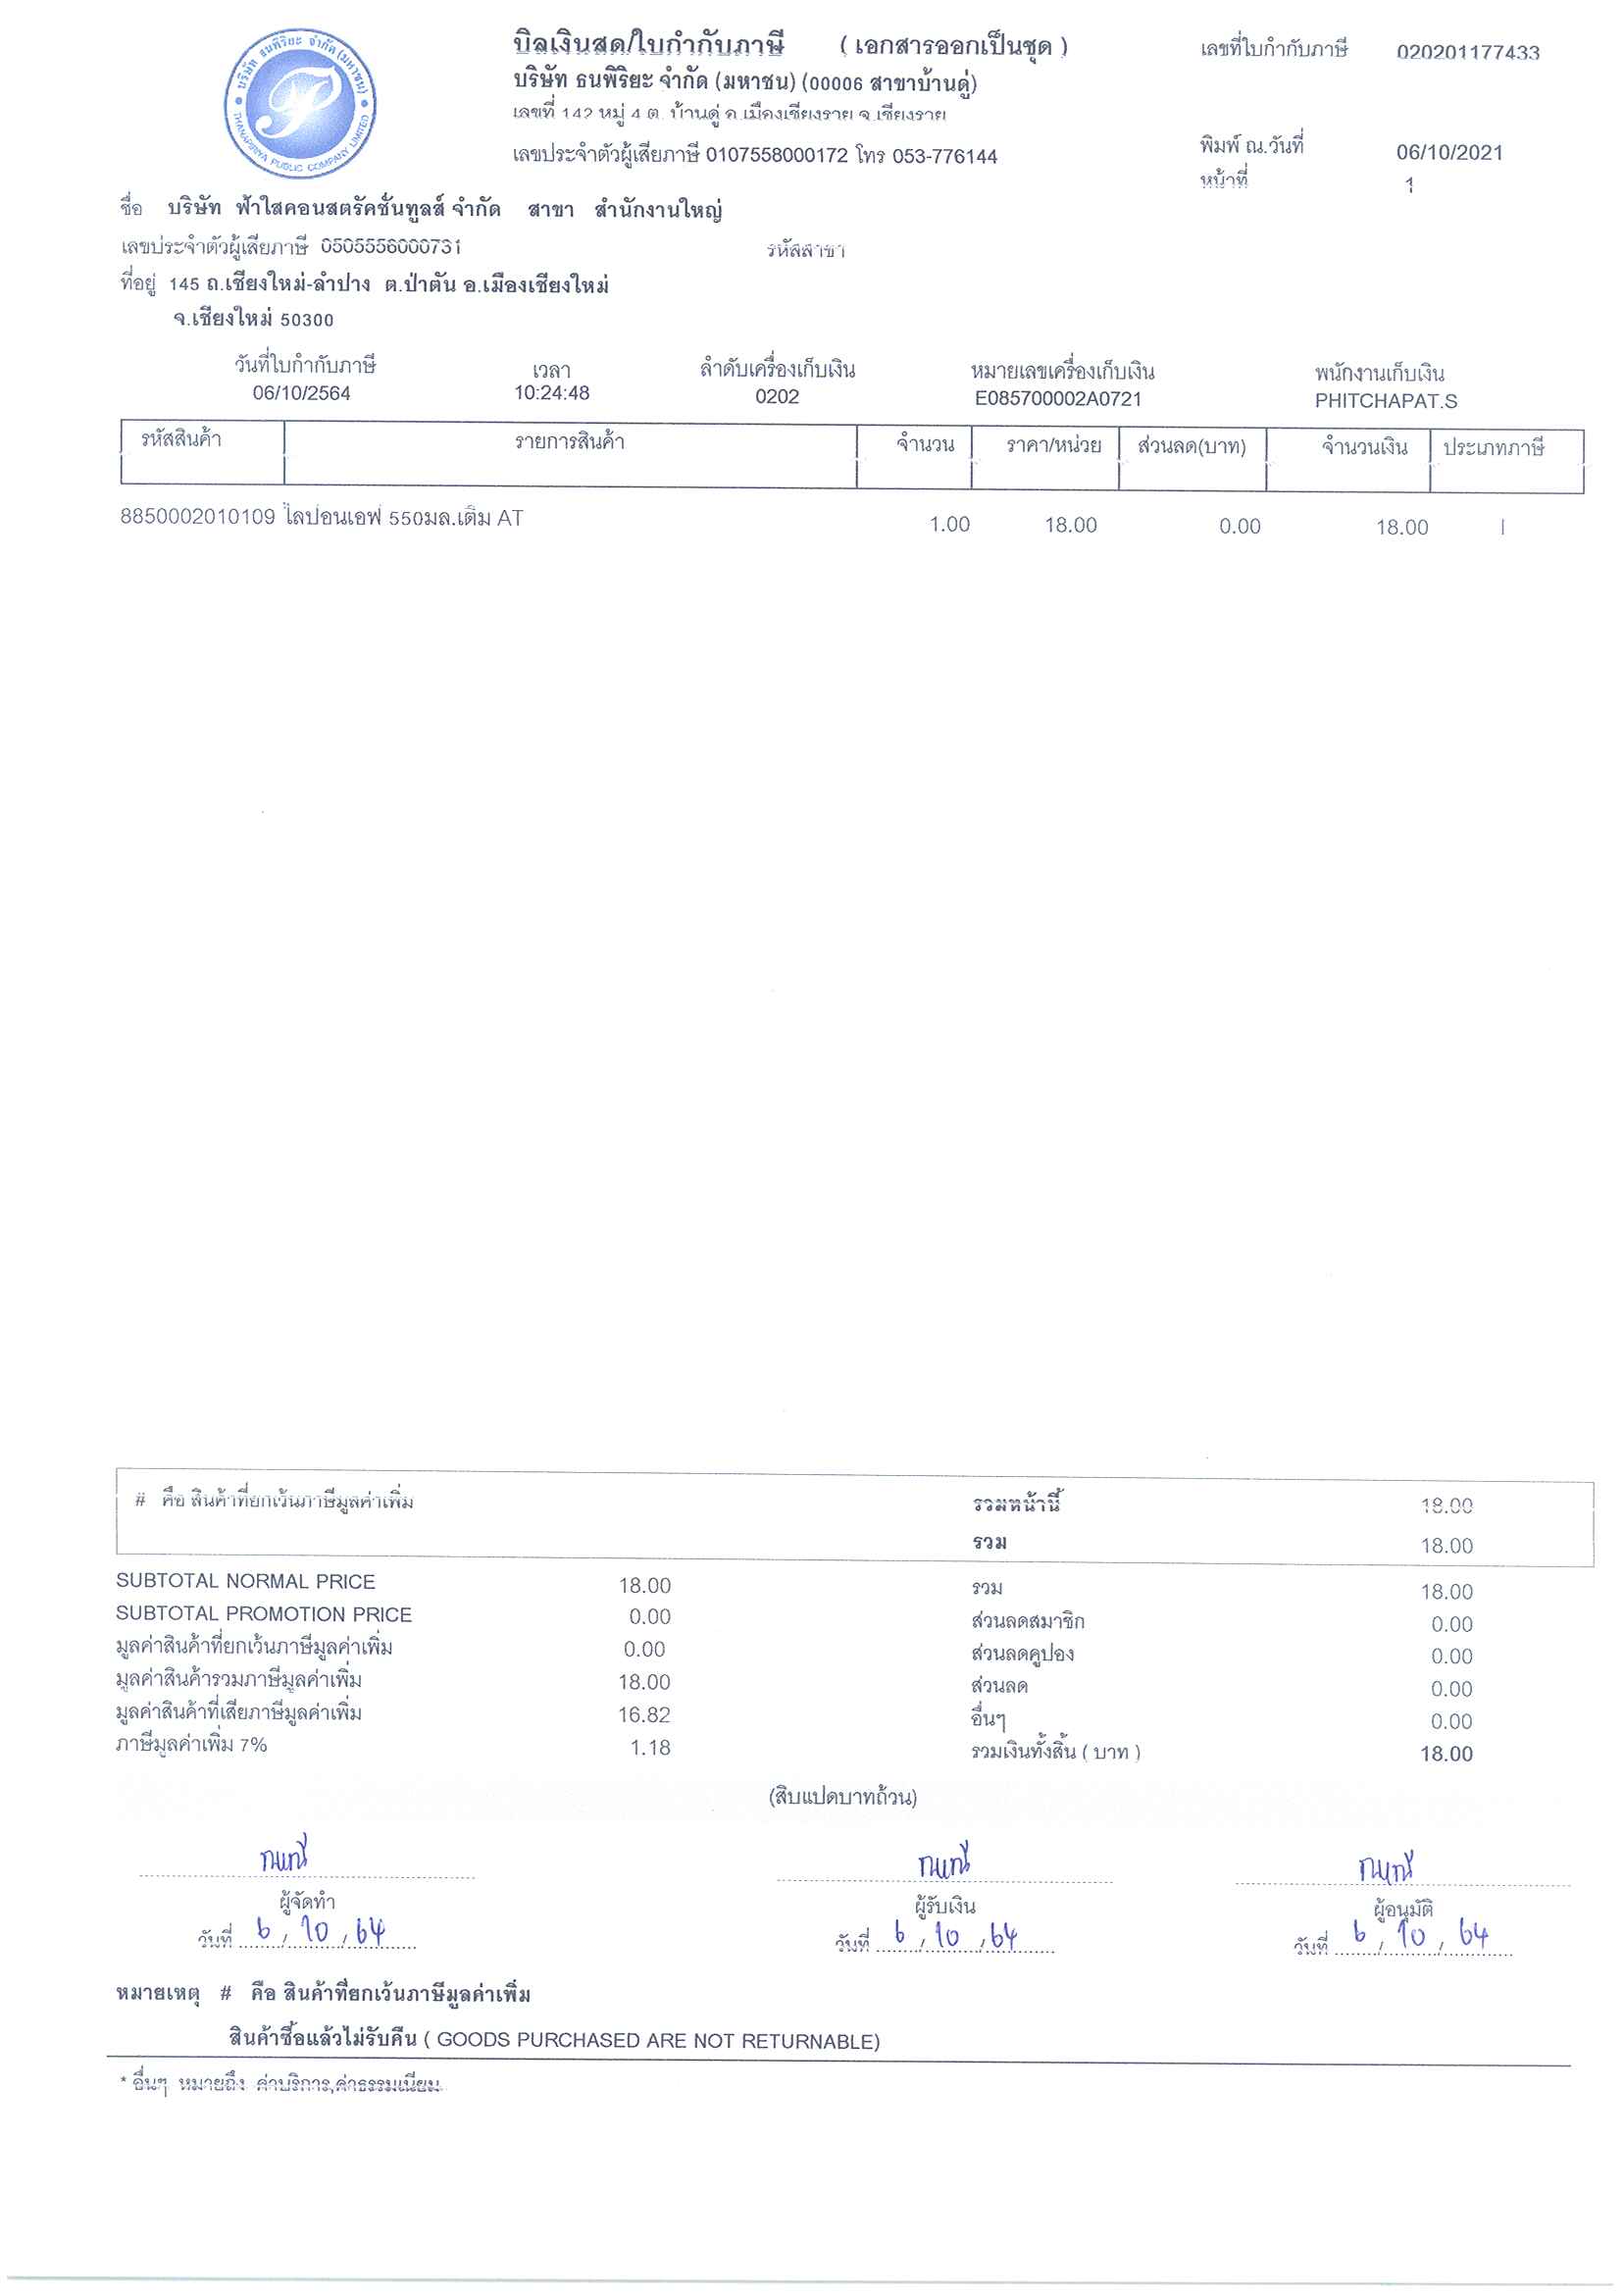 บริษัท ธนพิริยะ จำกัด (มหาชน)
THANAPIRIYA PUBLIC COMPANY LIMITED
บิลเงินสด/ใบกำกับภาษี ( เอกสารออกเป็นชุด ) เลขที่ใบกำกับภาษี 020201177433
บริษัท ธนพิริยะ จำกัด (มหาชน) (00006 สาขาบ้านดู่)
เลขที่ 142 หมู่ 4 ต. บ้านดู่ อ.เมืองเชียงราย จ.เชียงราย
เลขประจำตัวผู้เสียภาษี 0107558000172 โทร 053-776144 พิมพ์ ณ.วันที่ 06/10/2021
หน้าที่ 1
ชื่อ บริษัท ฟ้าใสคอนสตรัคชั่นทูลส์ จำกัด สาขา สำนักงานใหญ่
เลขประจำตัวผู้เสียภาษี 0505556000731 รหัสสาขา
ที่อยู่ 145 ถ.เชียงใหม่-ลำปาง ต.ป่าตัน อ.เมืองเชียงใหม่
จ.เชียงใหม่ 50300
วันที่ใบกำกับภาษี เวลา ลำดับเครื่องเก็บเงิน หมายเลขเครื่องเก็บเงิน พนักงานเก็บเงิน
06/10/2564 10:24:48 0202 E085700002A0721 PHITCHAPAT.S
รหัสสินค้า รายการสินค้า จำนวน ราคา/หน่วย ส่วนลด(บาท) จำนวนเงิน ประเภทภาษี
8850002010109 ไลปอนเอฟ 550มล.เติม AT 1.00 18.00 0.00 18.00 I
# คือ สินค้าที่ยกเว้นภาษีมูลค่าเพิ่ม รวมหน้านี้ 18.00
รวม 18.00
SUBTOTAL NORMAL PRICE 18.00 รวม 18.00
SUBTOTAL PROMOTION PRICE 0.00 ส่วนลดสมาชิก 0.00
มูลค่าสินค้าที่ยกเว้นภาษีมูลค่าเพิ่ม 0.00 ส่วนลดคูปอง 0.00
มูลค่าสินค้ารวมภาษีมูลค่าเพิ่ม 18.00 ส่วนลด 0.00
มูลค่าสินค้าที่เสียภาษีมูลค่าเพิ่ม 16.82 อื่นๆ 0.00
ภาษีมูลค่าเพิ่ม 7% 1.18 รวมเงินทั้งสิ้น ( บาท ) 18.00
(สิบแปดบาทถ้วน)
ผู้จัดทำ ผู้รับเงิน ผู้อนุมัติ
วันที่ 6 / 10 / 64 วันที่ 6 / 10 / 64 วันที่ 6 / 10 / 64
หมายเหตุ # คือ สินค้าที่ยกเว้นภาษีมูลค่าเพิ่ม
สินค้าซื้อแล้วไม่รับคืน ( GOODS PURCHASED ARE NOT RETURNABLE)
* อื่นๆ หมายถึง ค่าบริการ,ค่าธรรมเนียม